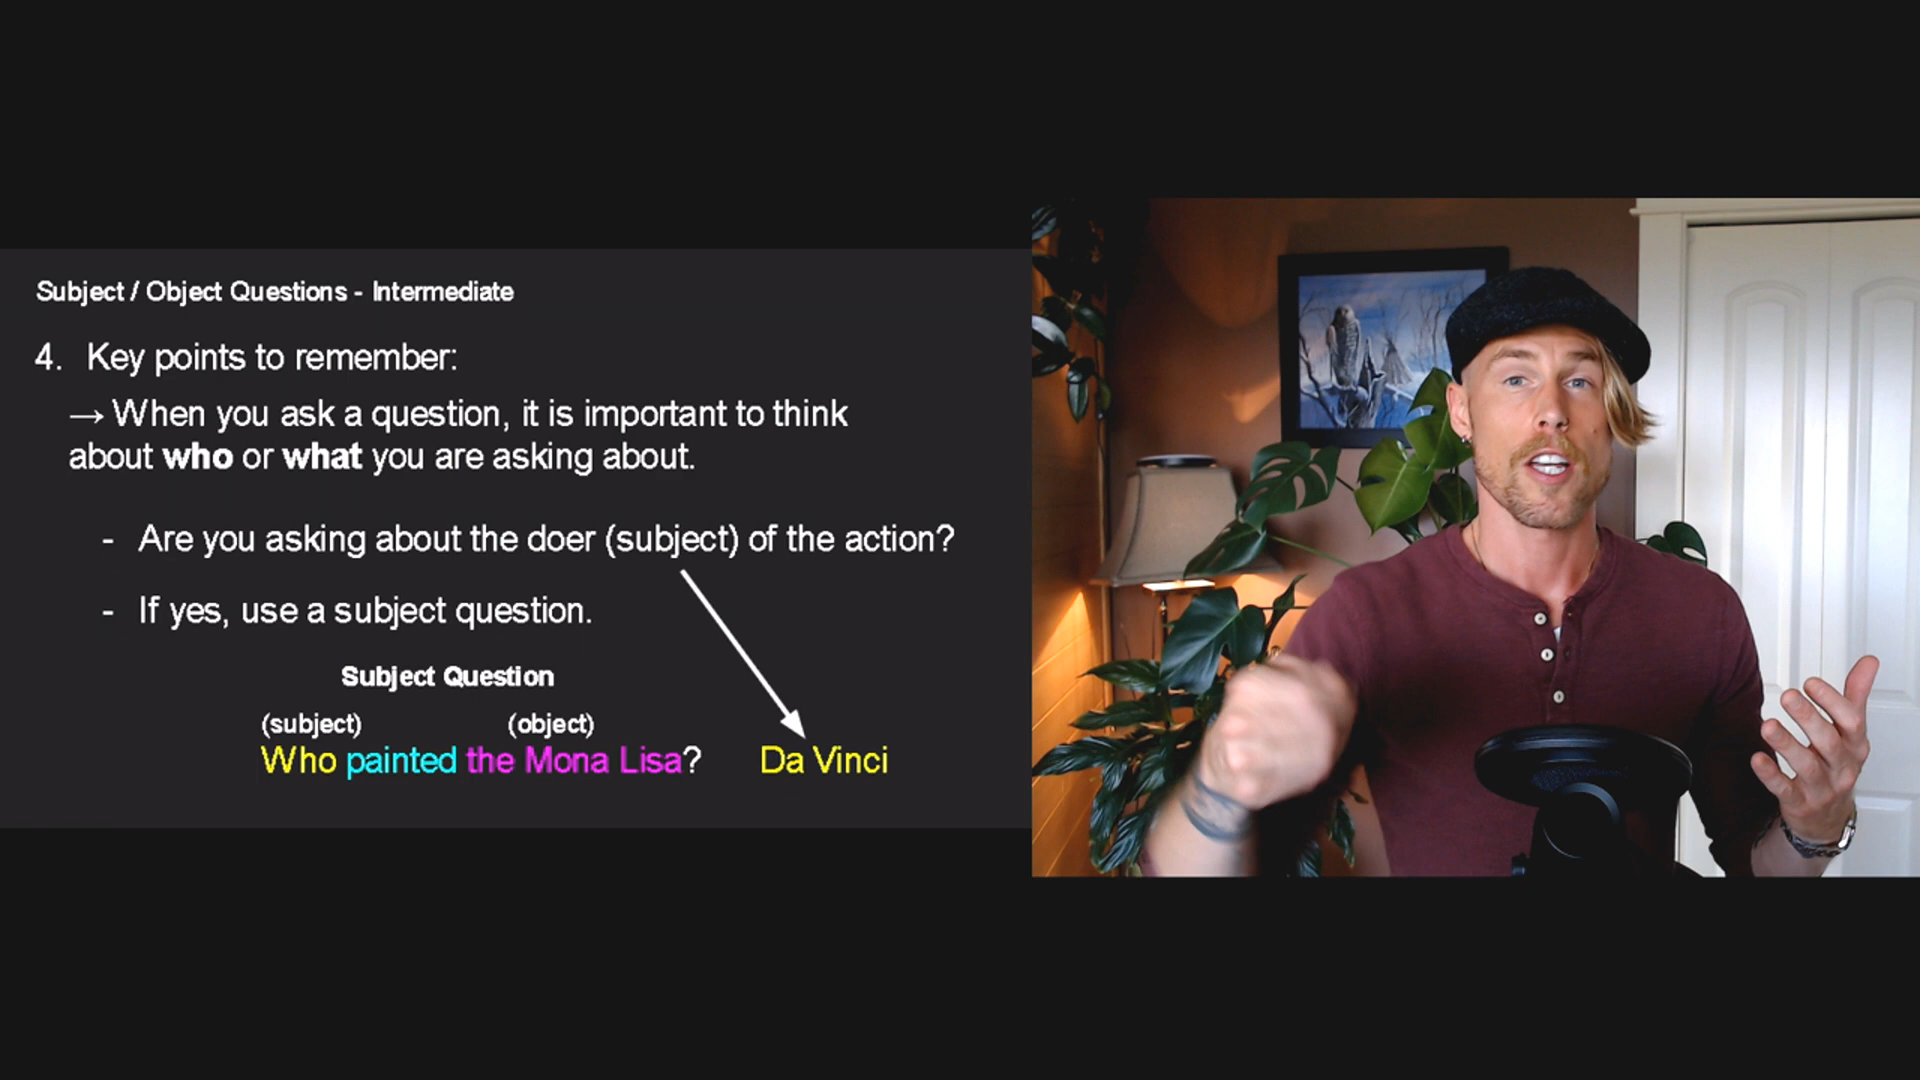 Subject / Object Questions - Intermediate
4. Key points to remember:
→ When you ask a question, it is important to think
about who or what you are asking about.
- Are you asking about the doer (subject) of the action?
- If yes, use a subject question.
Subject Question
(subject) (object)
Who painted the Mona Lisa? Da Vinci